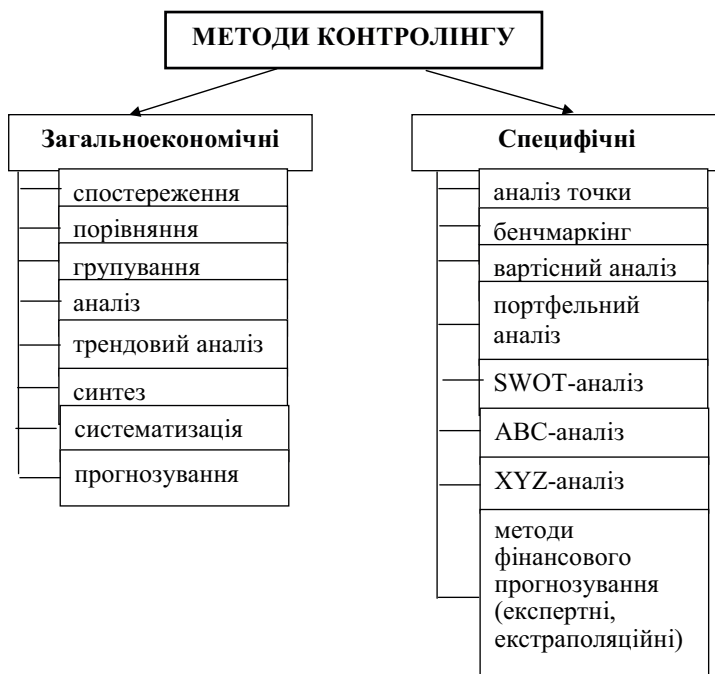 МЕТОДИ КОНТРОЛІНГУ
Загальноекономічні
спостереження
порівняння
групування
аналіз
трендовий аналіз
синтез
систематизація
прогнозування
Специфічні
аналіз точки
бенчмаркінг
вартісний аналіз
портфельний
аналіз
SWOT-аналіз
АВС-аналіз
XYZ-аналіз
методи
фінансового
прогнозування
(експертні,
екстраполяційні)